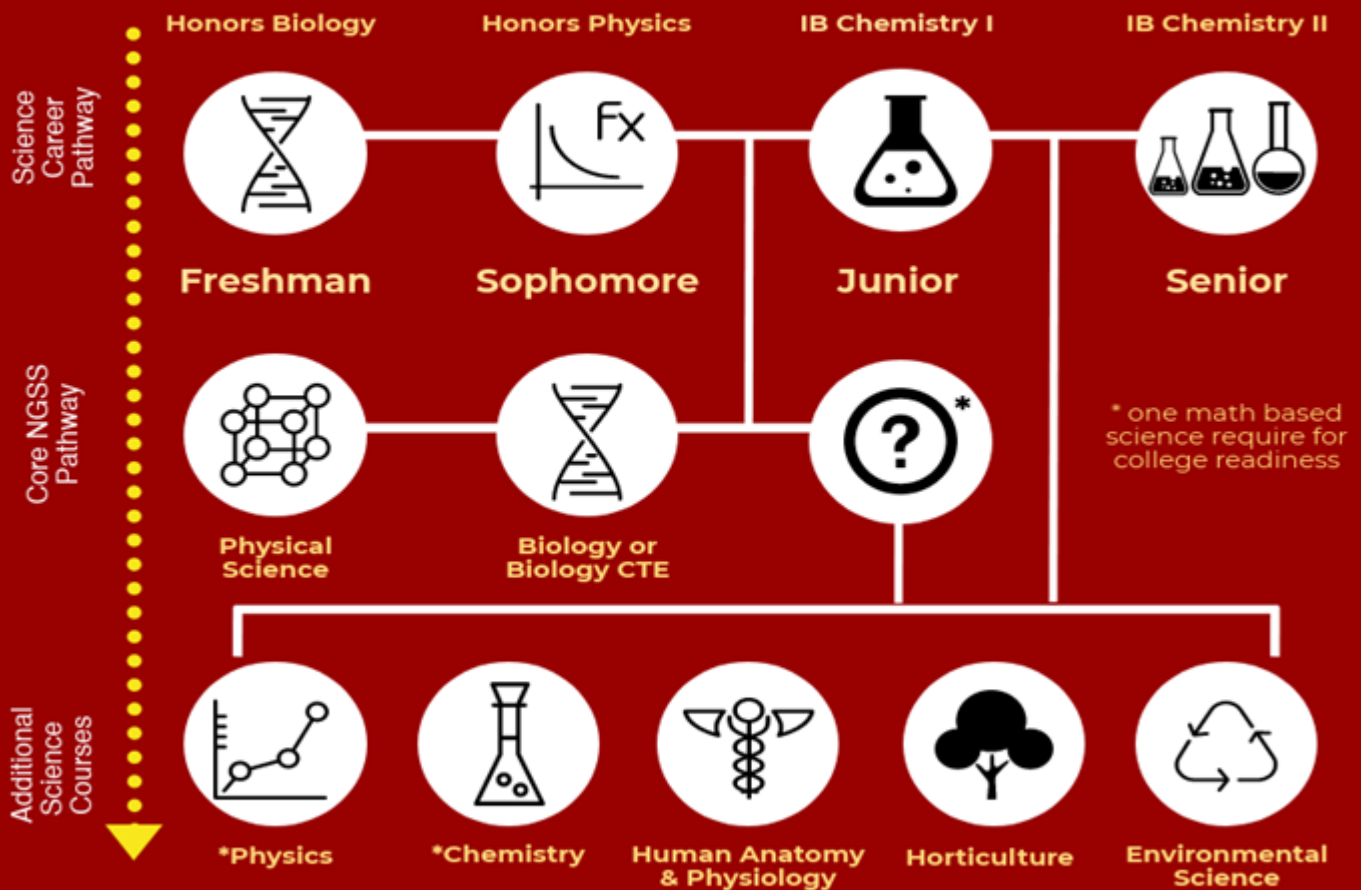 Honors Biology
Honors Physics
IB Chemistry I
IB Chemistry II
Science
Career
Pathway
Fx
Freshman
Sophomore
Junior
Senior
Core NGSS
Pathway
?*
* one math based
science require for
college readiness
Physical
Science
Biology or
Biology CTE
Additional
Science
Courses
*Physics
*Chemistry
Human Anatomy
& Physiology
Horticulture
Environmental
Science